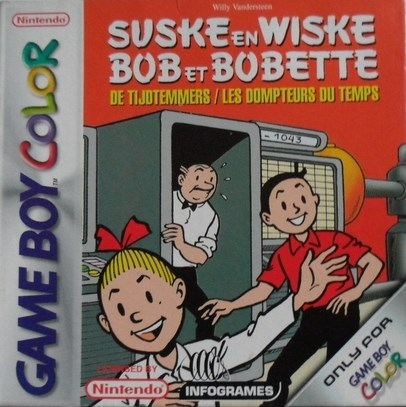 Willy Vandersteen
Nintendo
SUSKE EN WISKE
BOB ET BOBETTE
DE TIJDTEMMERS / LES DOMPTEURS DU TEMPS
-1043
GAME BOY COLOR
TM
LICENSED BY
Nintendo
INFOGRAMES
ONLY FOR
GAME BOY
COLOR